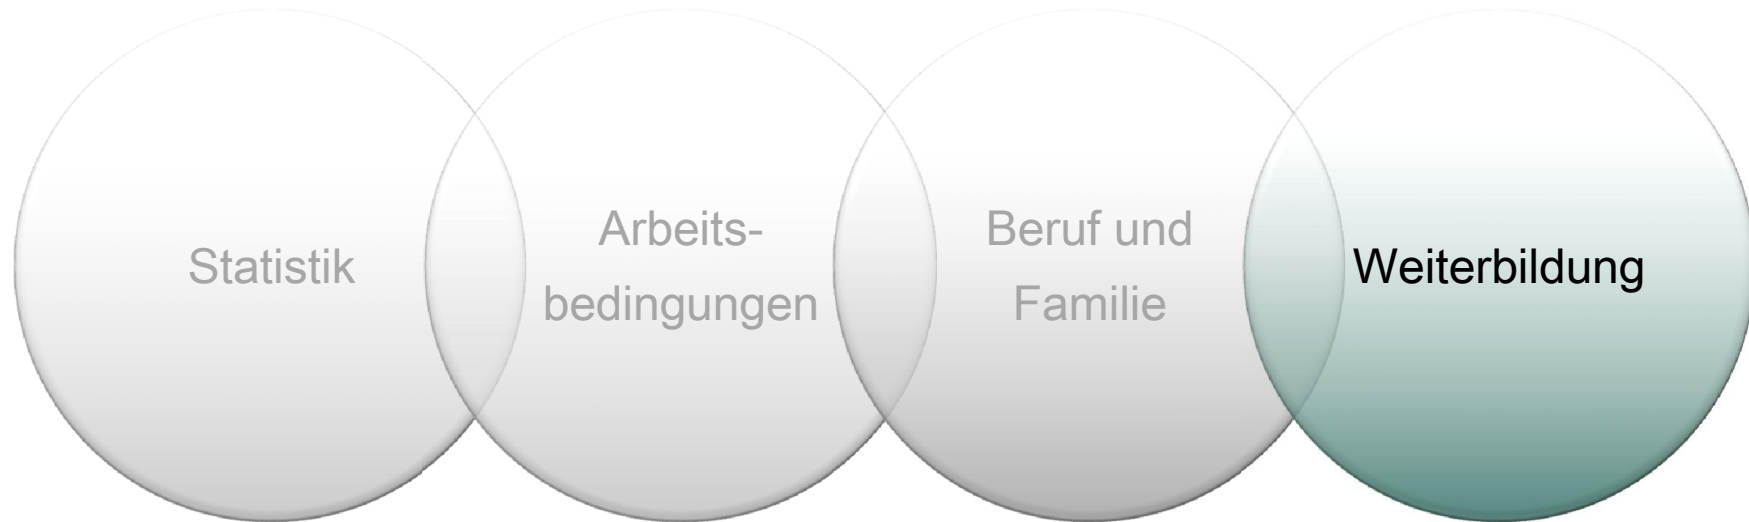 Statistik
Arbeits-
bedingungen
Beruf und
Familie
Weiterbildung